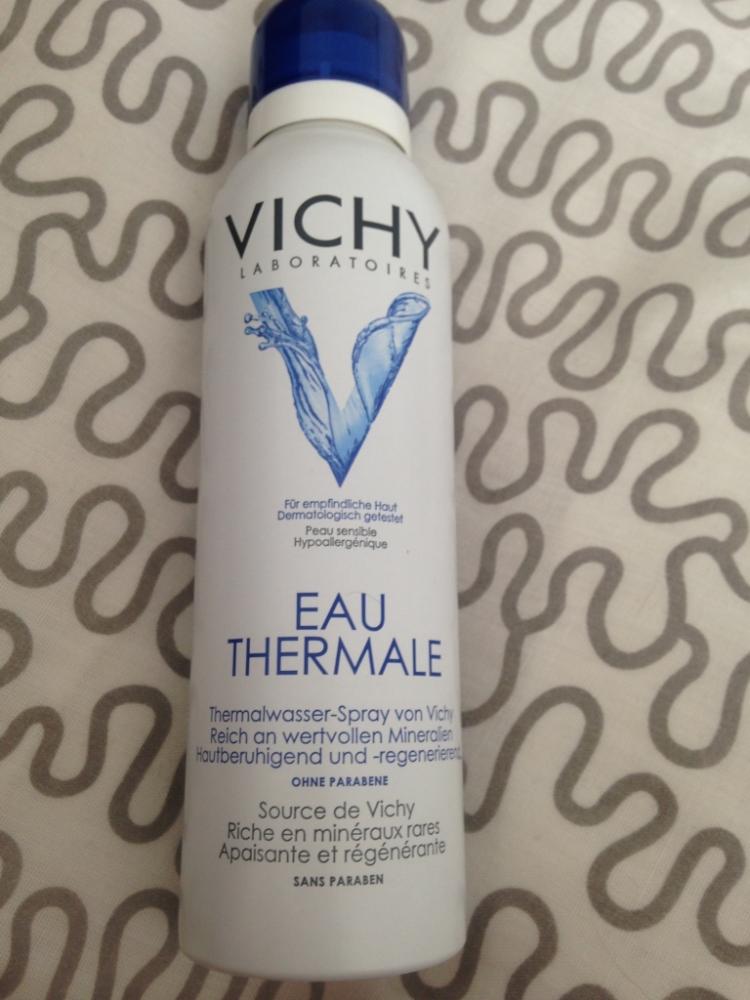 VICHY
LABORATOIRES
Für empfindliche Haut
Dermatologisch getestet
Peau sensible
Hypoallergénique
EAU
THERMALE
Thermalwasser-Spray von Vichy
Reich an wertvollen Mineralien
Hautberuhigend und -regenerierend
OHNE PARABENE
Source de Vichy
Riche en minéraux rares
Apaisante et régénérante
SANS PARABEN